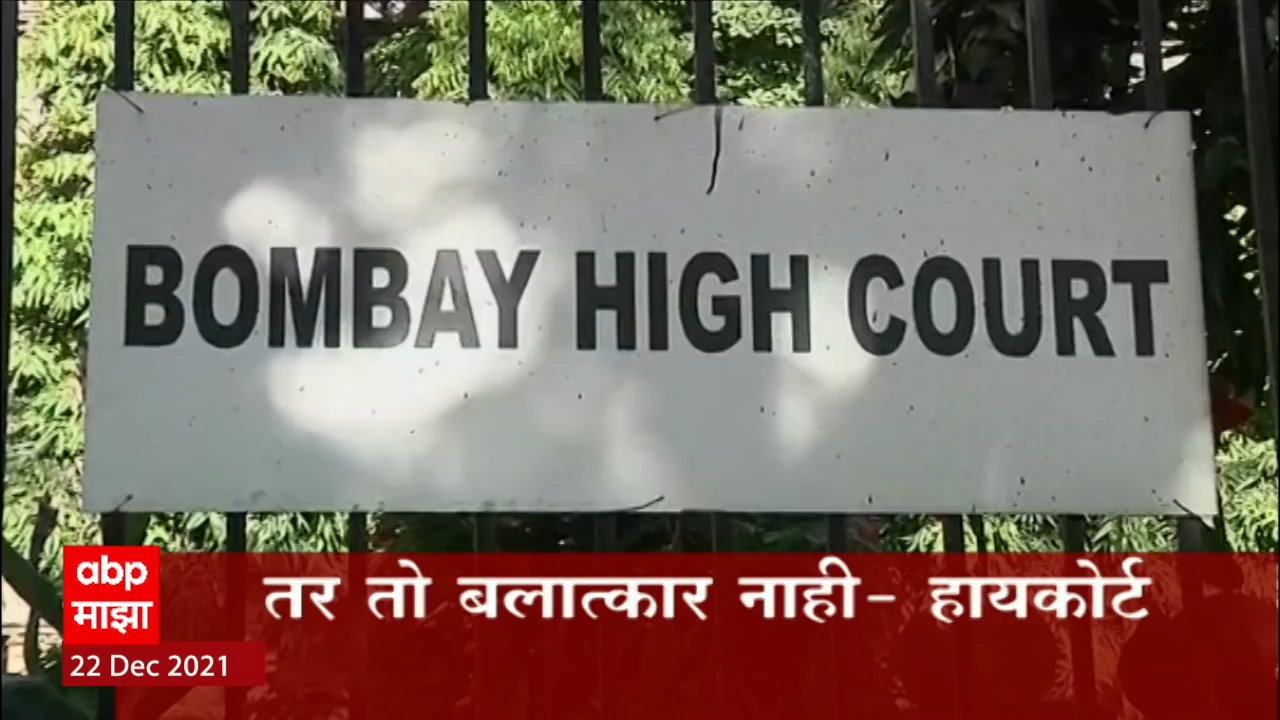 BOMBAY HIGH COURT
abp
माझा
तर तो बलात्कार नाही- हायकोर्ट
22 Dec 2021